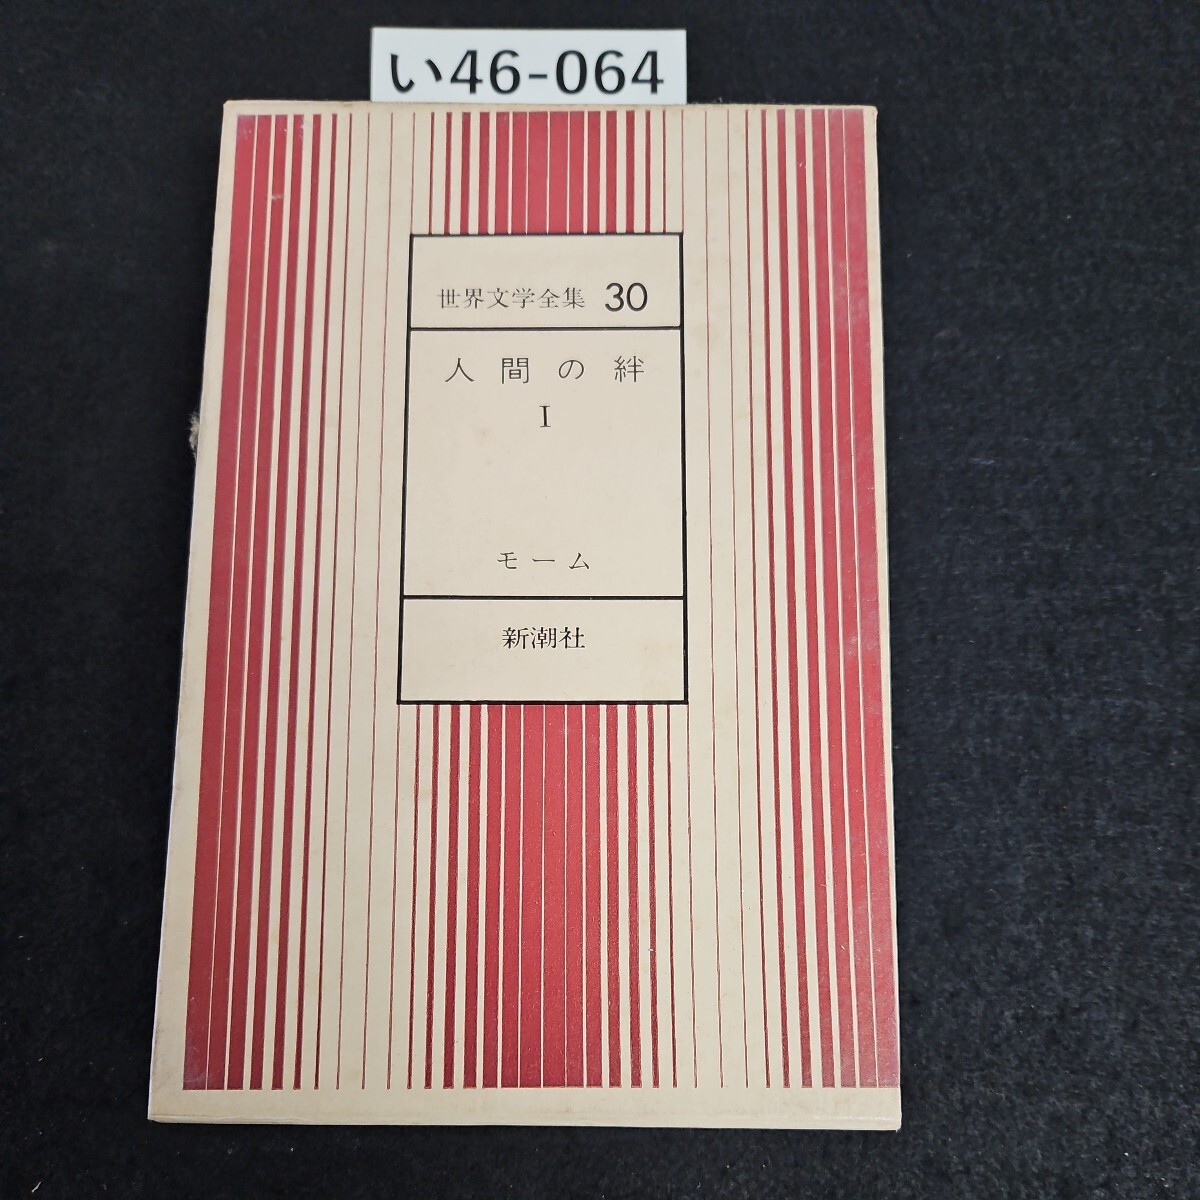 い46-064
世界文学全集 30
人間の絆
I
モーム
新潮社